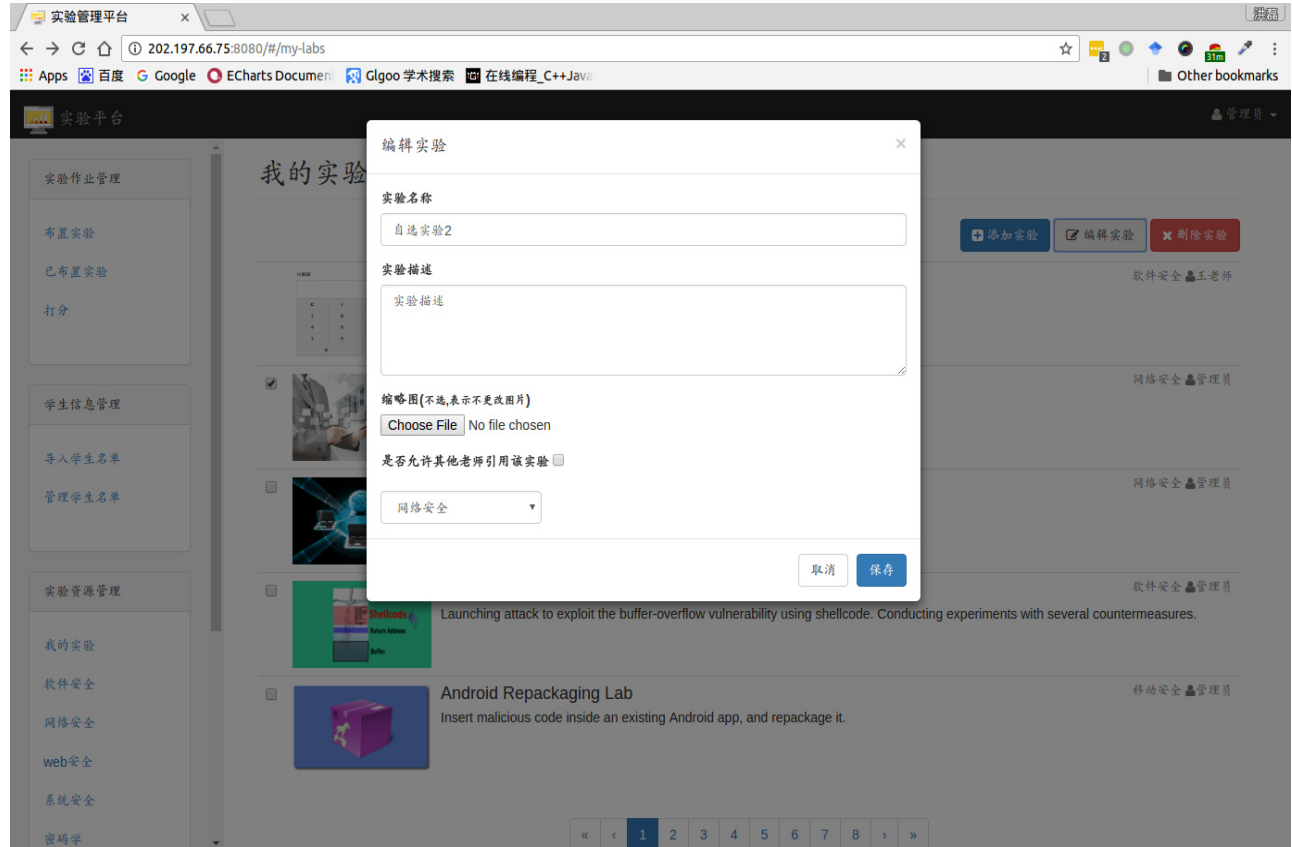 实验管理平台
洪磊
202.197.66.75:8080/#/my-labs
2
31m
Apps 百度 Google ECharts Documen Glgoo 学术搜索 在线编程_C++Java Other bookmarks
实验平台
管理员
实验作业管理
布置实验
已布置实验
打分
学生信息管理
导入学生名单
管理学生名单
实验资源管理
我的实验
软件安全
网络安全
web安全
系统安全
密码学
我的实验
添加实验 编辑实验 删除实验
软件安全 王老师
网络安全 管理员
网络安全 管理员
软件安全 管理员
Shellcode
Return Address
Buffer
Launching attack to exploit the buffer-overflow vulnerability using shellcode. Conducting experiments with several countermeasures.
Android Repackaging Lab
移动安全 管理员
Insert malicious code inside an existing Android app, and repackage it.
« ‹ 1 2 3 4 5 6 7 8 › »
编辑实验 ×
实验名称
自选实验2
实验描述
实验描述
缩略图(不选,表示不更改图片)
Choose File No file chosen
是否允许其他老师引用该实验
网络安全
取消 保存